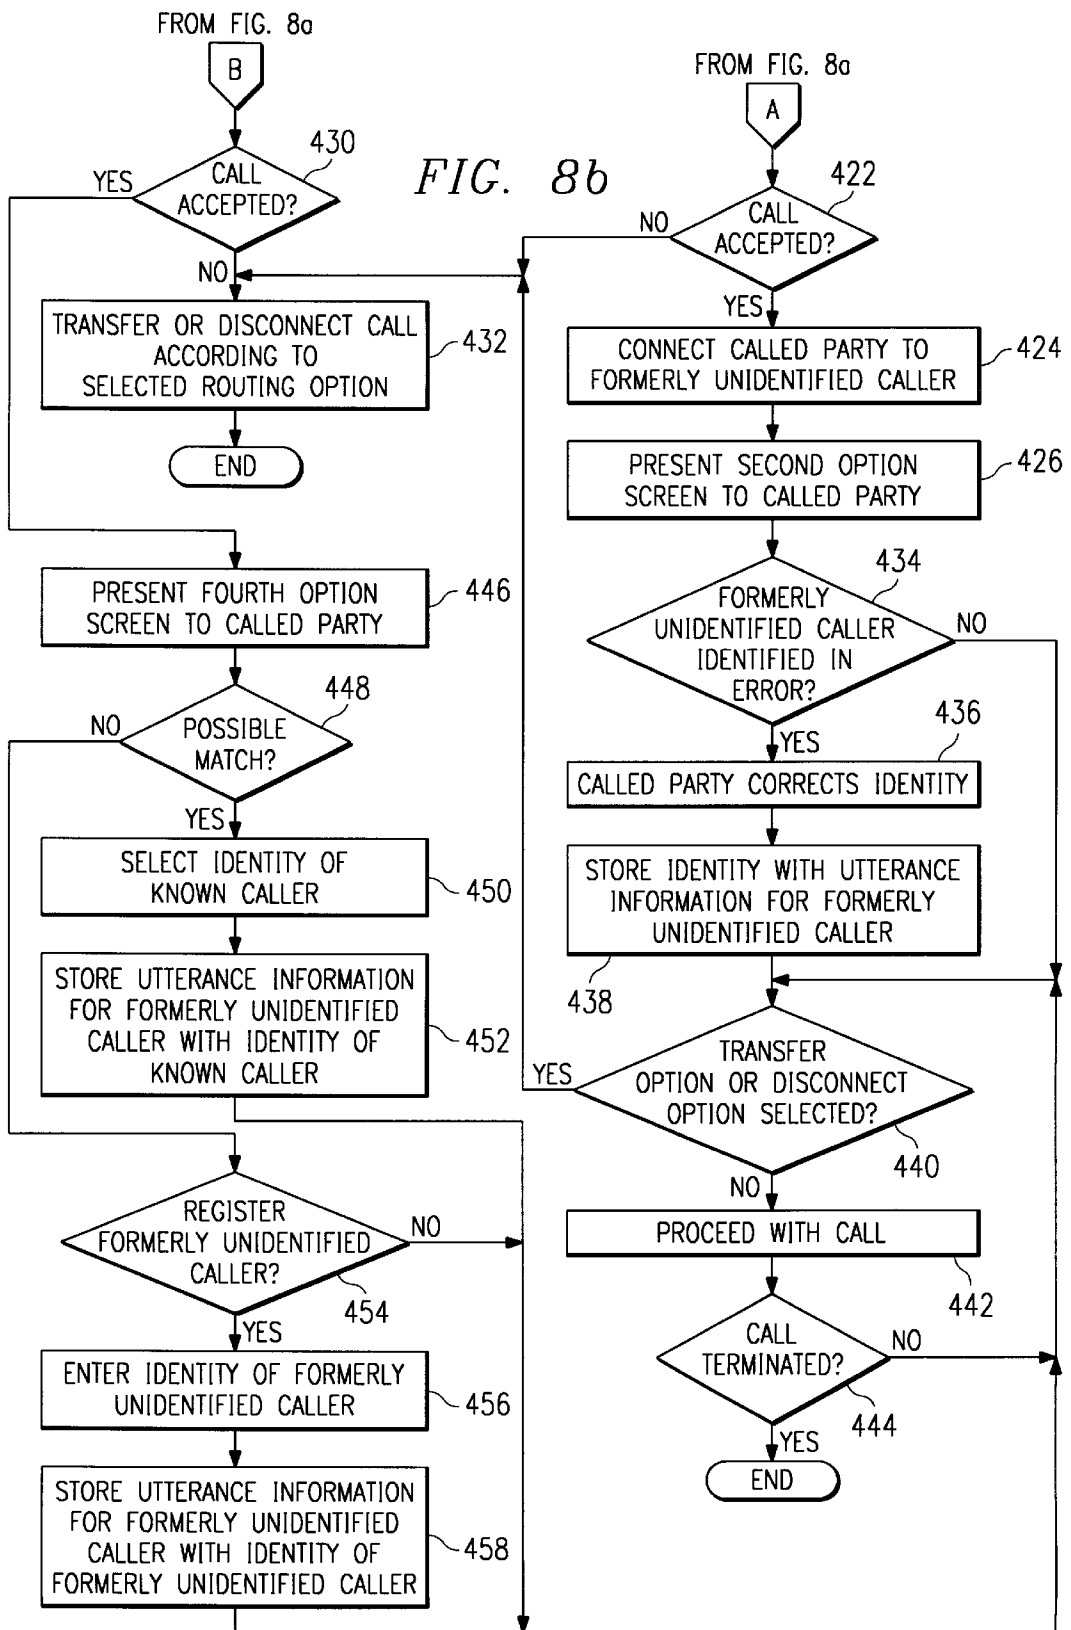 FROM FIG. 8a
B
430
YES
CALL
ACCEPTED?
NO
TRANSFER OR DISCONNECT CALL
ACCORDING TO
SELECTED ROUTING OPTION
432
END
PRESENT FOURTH OPTION
SCREEN TO CALLED PARTY
446
448
NO
POSSIBLE
MATCH?
YES
SELECT IDENTITY OF
KNOWN CALLER
450
STORE UTTERANCE INFORMATION
FOR FORMERLY UNIDENTIFIED
CALLER WITH IDENTITY OF
KNOWN CALLER
452
REGISTER
FORMERLY UNIDENTIFIED
CALLER?
NO
454
YES
ENTER IDENTITY OF FORMERLY
UNIDENTIFIED CALLER
456
STORE UTTERANCE INFORMATION
FOR FORMERLY UNIDENTIFIED
CALLER WITH IDENTITY OF
FORMERLY UNIDENTIFIED CALLER
458
FIG. 8b
FROM FIG. 8a
A
422
NO
CALL
ACCEPTED?
YES
CONNECT CALLED PARTY TO
FORMERLY UNIDENTIFIED CALLER
424
PRESENT SECOND OPTION
SCREEN TO CALLED PARTY
426
434
FORMERLY
UNIDENTIFIED CALLER
IDENTIFIED IN
ERROR?
NO
YES
436
CALLED PARTY CORRECTS IDENTITY
STORE IDENTITY WITH UTTERANCE
INFORMATION FOR FORMERLY
UNIDENTIFIED CALLER
438
TRANSFER
OPTION OR DISCONNECT
OPTION SELECTED?
YES
440
NO
PROCEED WITH CALL
442
CALL
TERMINATED?
NO
444
YES
END